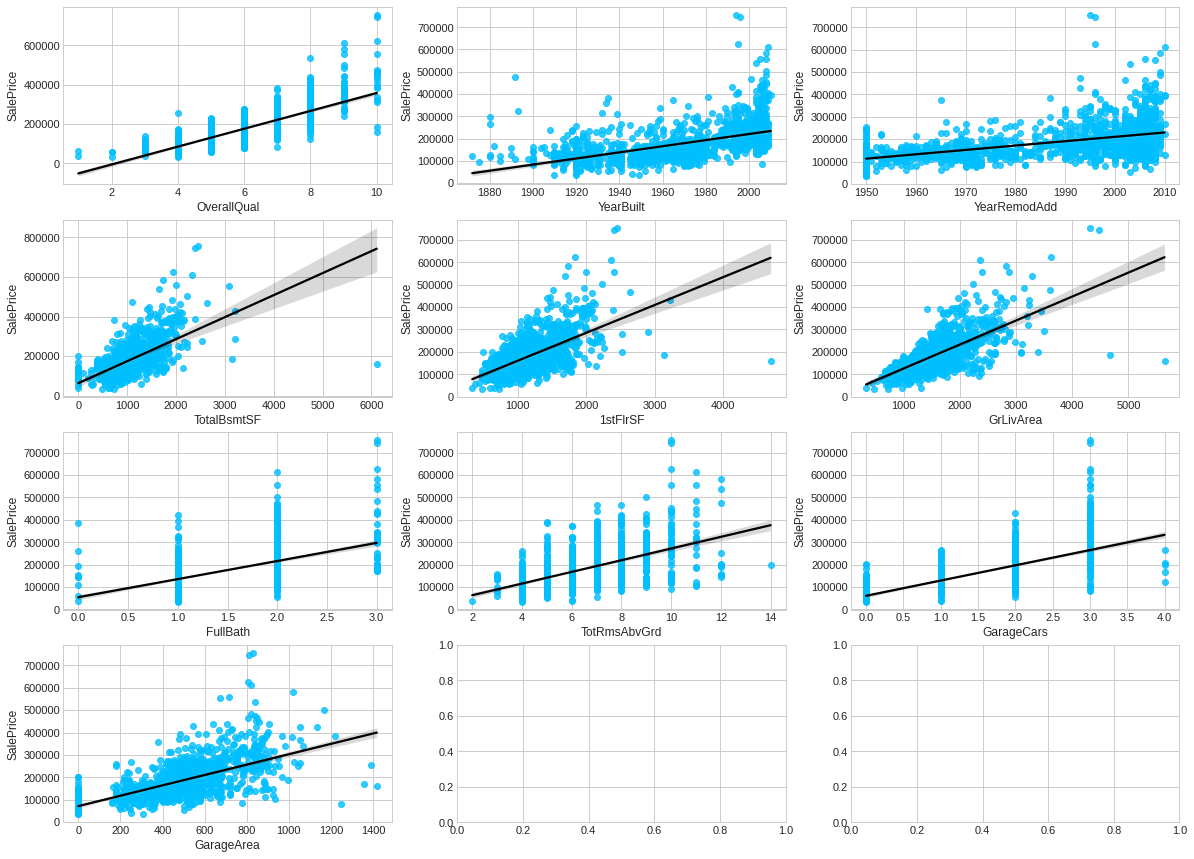 SalePrice
600000
400000
200000
0
2 4 6 8 10
OverallQual
SalePrice
700000
600000
500000
400000
300000
200000
100000
0
1880 1900 1920 1940 1960 1980 2000
YearBuilt
SalePrice
700000
600000
500000
400000
300000
200000
100000
0
1950 1960 1970 1980 1990 2000 2010
YearRemodAdd
SalePrice
800000
600000
400000
200000
0
0 1000 2000 3000 4000 5000 6000
TotalBsmtSF
SalePrice
700000
600000
500000
400000
300000
200000
100000
0
1000 2000 3000 4000
1stFlrSF
SalePrice
700000
600000
500000
400000
300000
200000
100000
0
1000 2000 3000 4000 5000
GrLivArea
SalePrice
700000
600000
500000
400000
300000
200000
100000
0
0.0 0.5 1.0 1.5 2.0 2.5 3.0
FullBath
SalePrice
700000
600000
500000
400000
300000
200000
100000
0
2 4 6 8 10 12 14
TotRmsAbvGrd
SalePrice
700000
600000
500000
400000
300000
200000
100000
0
0.0 0.5 1.0 1.5 2.0 2.5 3.0 3.5 4.0
GarageCars
SalePrice
700000
600000
500000
400000
300000
200000
100000
0
0 200 400 600 800 1000 1200 1400
GarageArea
1.0
0.8
0.6
0.4
0.2
0.0
0.0 0.2 0.4 0.6 0.8 1.0
1.0
0.8
0.6
0.4
0.2
0.0
0.0 0.2 0.4 0.6 0.8 1.0